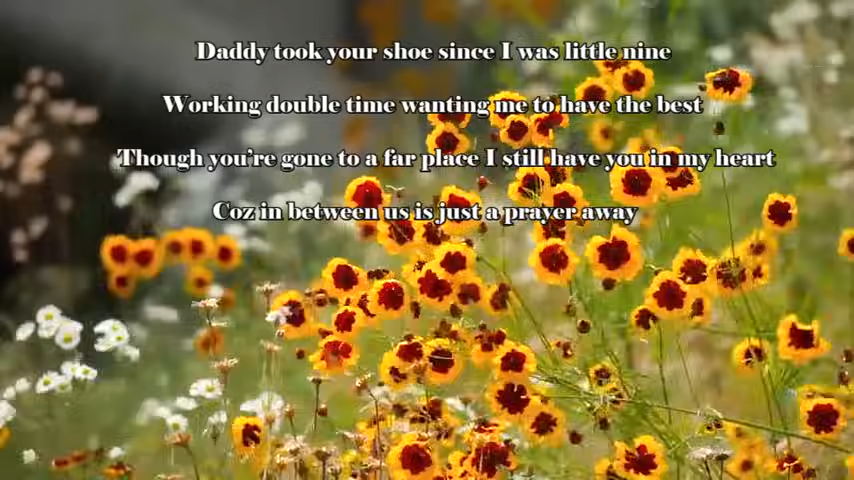 Daddy took your shoe since I was little nine
Working double time wanting me to have the best
Though you're gone to a far place I still have you in my heart
Coz in between us is just a prayer away